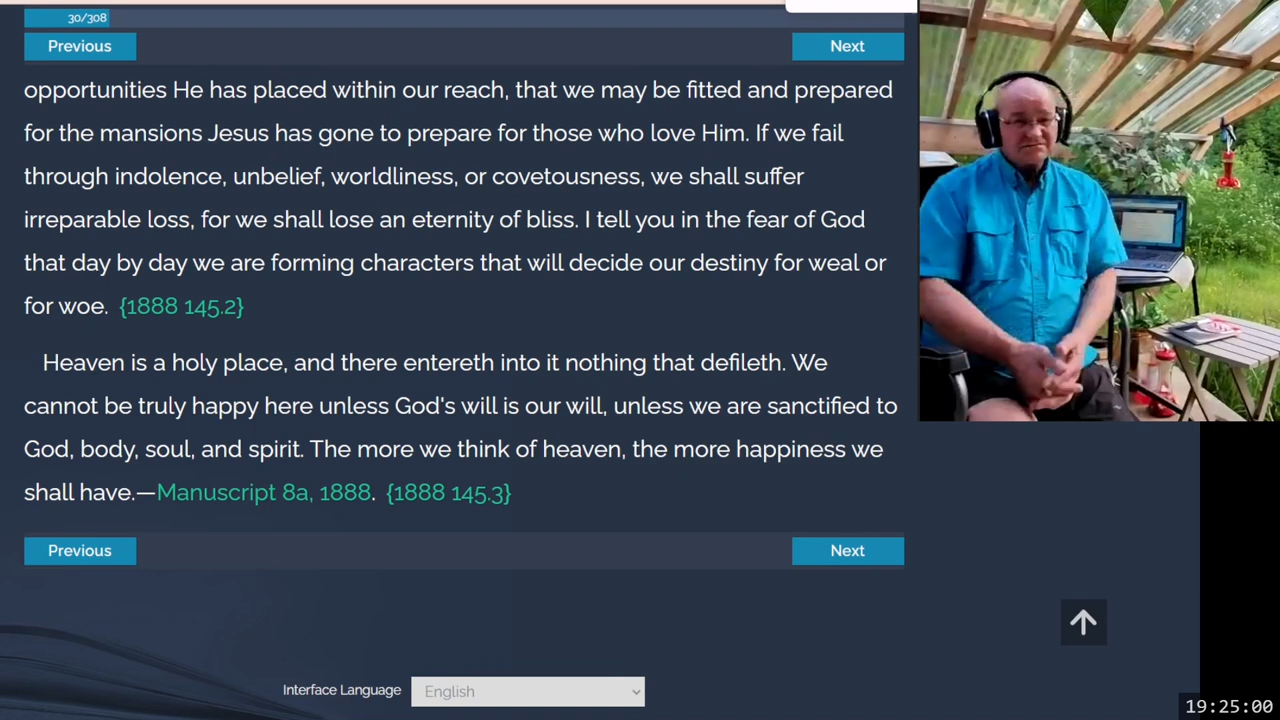 30/308
Previous
Next
opportunities He has placed within our reach, that we may be fitted and prepared
for the mansions Jesus has gone to prepare for those who love Him. If we fail
through indolence, unbelief, worldliness, or covetousness, we shall suffer
irreparable loss, for we shall lose an eternity of bliss. I tell you in the fear of God
that day by day we are forming characters that will decide our destiny for weal or
for woe. {1888 145.2}
Heaven is a holy place, and there entereth into it nothing that defileth. We
cannot be truly happy here unless God's will is our will, unless we are sanctified to
God, body, soul, and spirit. The more we think of heaven, the more happiness we
shall have.—Manuscript 8a, 1888. {1888 145.3}
Previous
Next
Interface Language
English
19:25:00